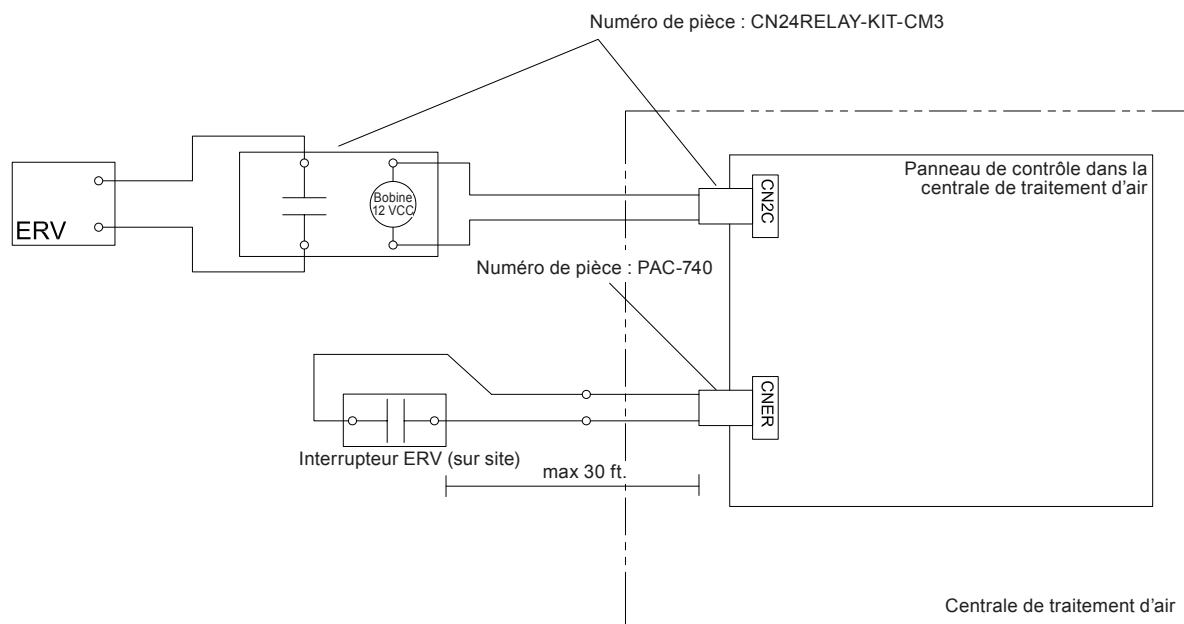 Numéro de pièce : CN24RELAY-KIT-CM3
Panneau de contrôle dans la
centrale de traitement d'air
CN2C
Bobine
12 VCC
ERV
Numéro de pièce : PAC-740
CNER
Interrupteur ERV (sur site)
max 30 ft.
Centrale de traitement d'air